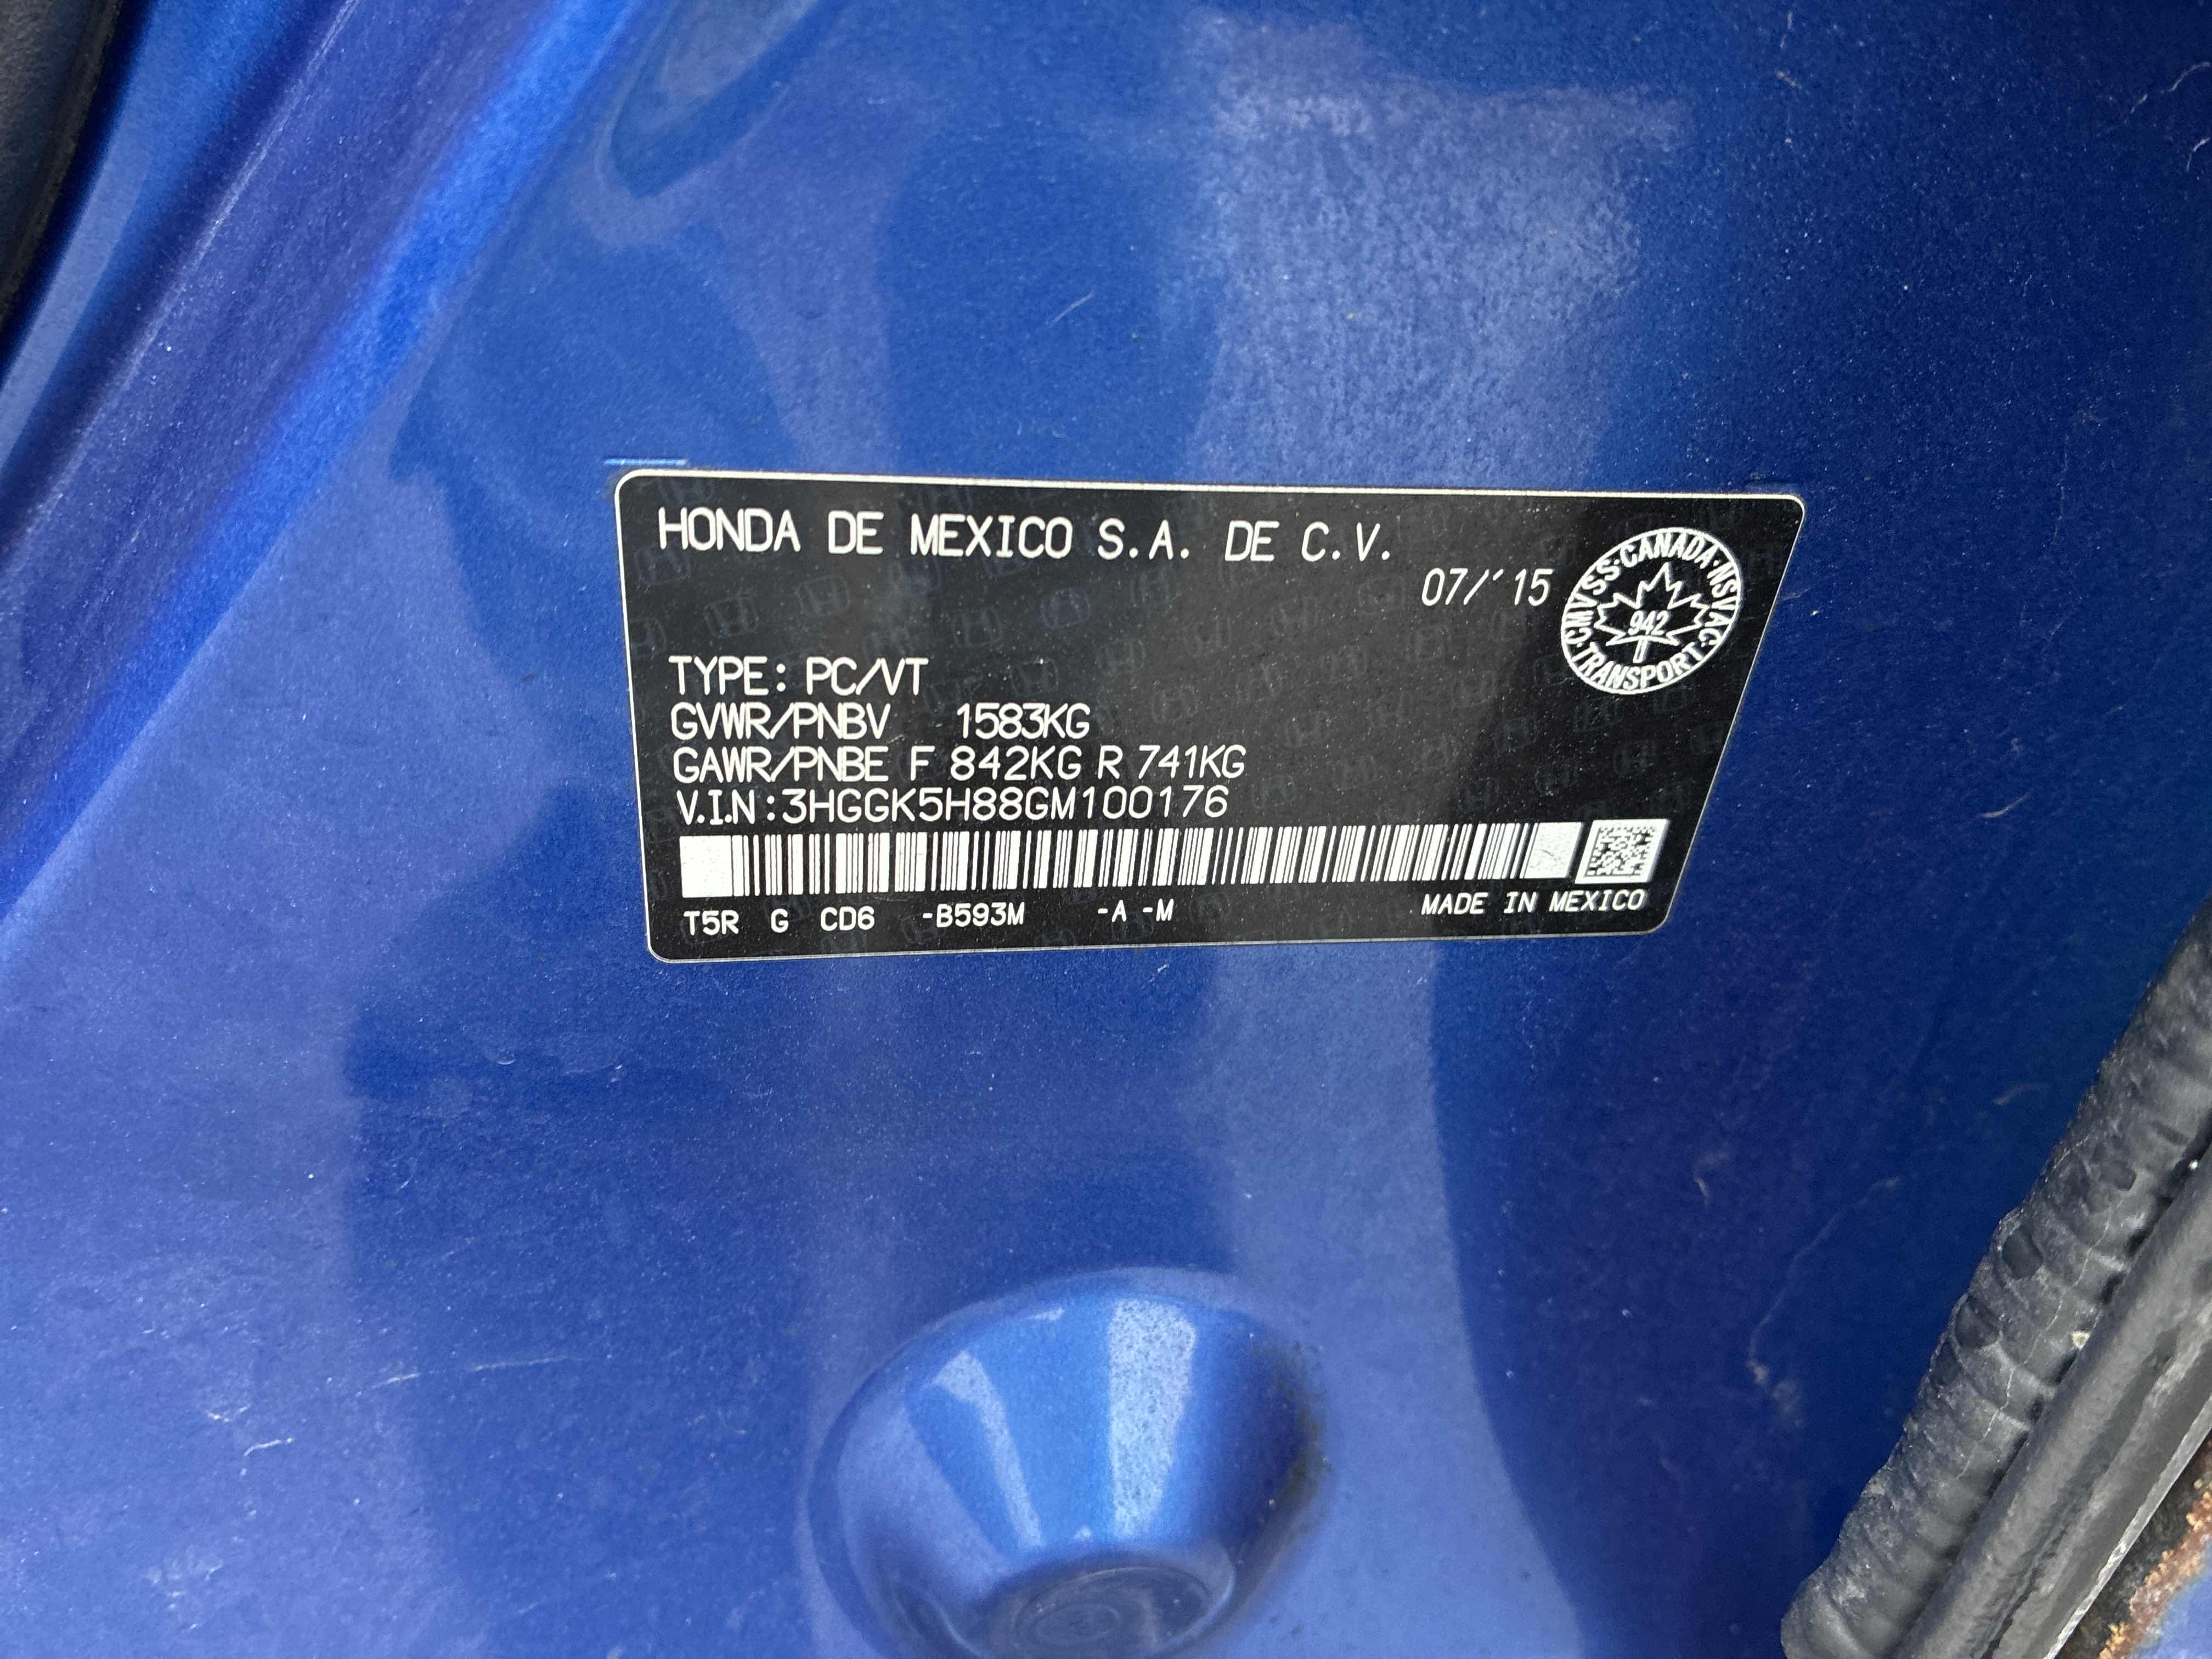 HONDA DE MEXICO S.A. DE C.V.
07/'15
CMVSS·CANADA·NSVAC·TRANSPORT·
942
TYPE: PC/VT
GVWR/PNBV 1583KG
GAWR/PNBE F 842KG R 741KG
V.I.N:3HGGK5H88GM100176
T5R G CD6 -B593M -A -M
MADE IN MEXICO